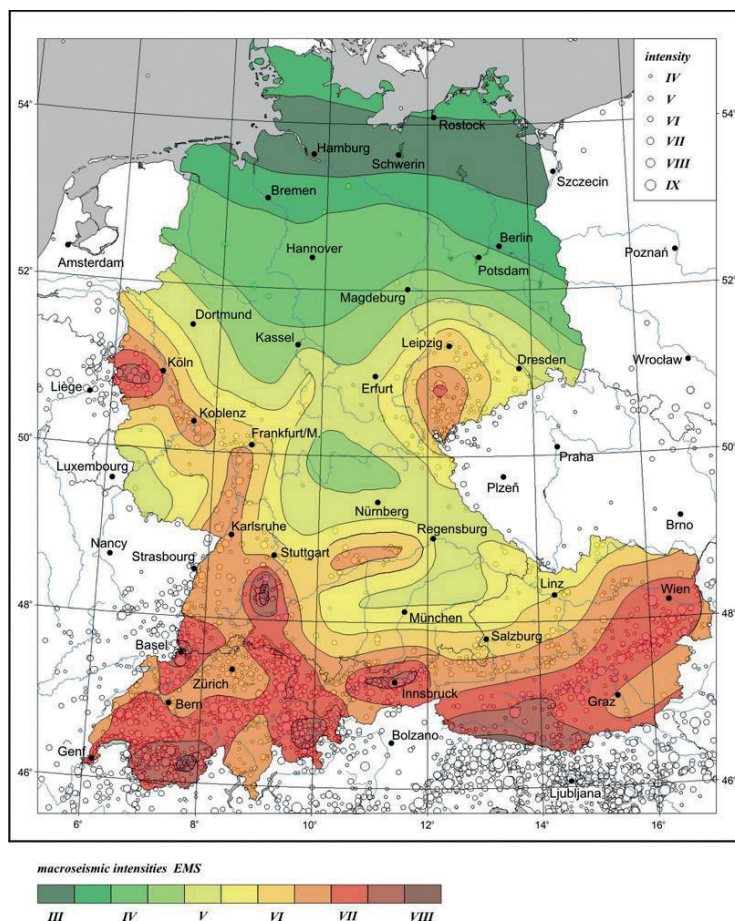 intensity
IV
V
VI
VII
VIII
IX
54°
54°
Rostock
Hamburg
Schwerin
Szczecin
Bremen
Berlin
Hannover
Potsdam
Poznań
Amsterdam
52°
52°
Magdeburg
Dortmund
Kassel
Leipzig
Dresden
Wrocław
Köln
Liège
Erfurt
Koblenz
Frankfurt/M.
50°
50°
Praha
Luxembourg
Plzeň
Nürnberg
Brno
Regensburg
Karlsruhe
Nancy
Strasbourg
Stuttgart
Linz
Wien
48°
48°
München
Salzburg
Basel
Zürich
Innsbruck
Graz
Bern
Genf
Bolzano
46°
46°
Ljubljana
6°
8°
10°
12°
14°
16°
macroseismic intensities EMS
III IV V VI VII VIII